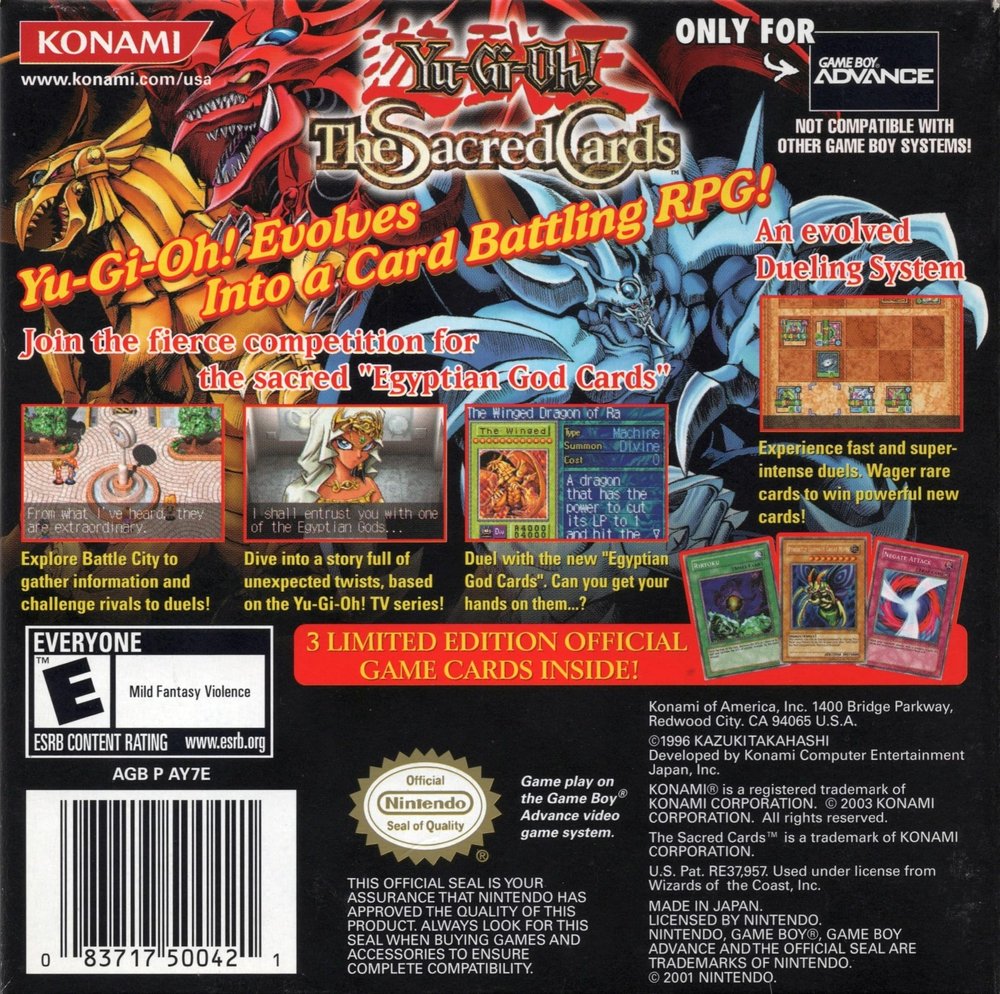 KONAMI
www.konami.com/usa
遊戯王
Yu-Gi-Oh!
The Sacred Cards™
ONLY FOR
GAME BOY ADVANCE
NOT COMPATIBLE WITH
OTHER GAME BOY SYSTEMS!
Yu-Gi-Oh! Evolves
Into a Card Battling RPG!
Join the fierce competition for
the sacred "Egyptian God Cards"
An evolved
Dueling System
From what I've heard, they
are extraordinary.
Explore Battle City to
gather information and
challenge rivals to duels!
I shall entrust you with one
of the Egyptian Gods...
Dive into a story full of
unexpected twists, based
on the Yu-Gi-Oh! TV series!
The Winged Dragon of Ra
The Winged
Type Machine
Summon Divine
Cost 0
A dragon
that has the
power to cut
its LP to 1
and hit the
A4000
Div
A4000
Duel with the new "Egyptian
God Cards". Can you get your
hands on them...?
Experience fast and super-
intense duels. Wager rare
cards to win powerful new
cards!
RIRYOKU
NEGATE ATTACK
3 LIMITED EDITION OFFICIAL
GAME CARDS INSIDE!
EVERYONE
E™
Mild Fantasy Violence
ESRB CONTENT RATING www.esrb.org
AGB P AY7E
0 83717 50042 1
Official
Nintendo
Seal of Quality
®
Game play on
the Game Boy®
Advance video
game system.
THIS OFFICIAL SEAL IS YOUR
ASSURANCE THAT NINTENDO HAS
APPROVED THE QUALITY OF THIS
PRODUCT. ALWAYS LOOK FOR THIS
SEAL WHEN BUYING GAMES AND
ACCESSORIES TO ENSURE
COMPLETE COMPATIBILITY.
Konami of America, Inc. 1400 Bridge Parkway,
Redwood City. CA 94065 U.S.A.
©1996 KAZUKI TAKAHASHI
Developed by Konami Computer Entertainment
Japan, Inc.
KONAMI® is a registered trademark of
KONAMI CORPORATION. © 2003 KONAMI
CORPORATION. All rights reserved.
The Sacred Cards™ is a trademark of KONAMI
CORPORATION.
U.S. Pat. RE37,957. Used under license from
Wizards of the Coast, Inc.
MADE IN JAPAN.
LICENSED BY NINTENDO.
NINTENDO, GAME BOY®, GAME BOY
ADVANCE AND THE OFFICIAL SEAL ARE
TRADEMARKS OF NINTENDO.
© 2001 NINTENDO.